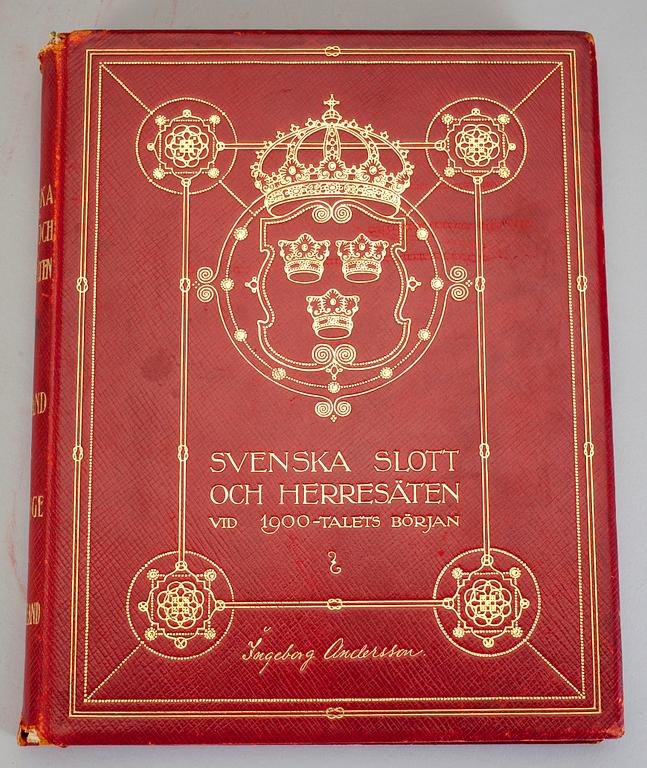 SVENSKA SLOTT
OCH HERRESÄTEN
VID 1900-TALETS BÖRJAN
Ingeborg Andersson.